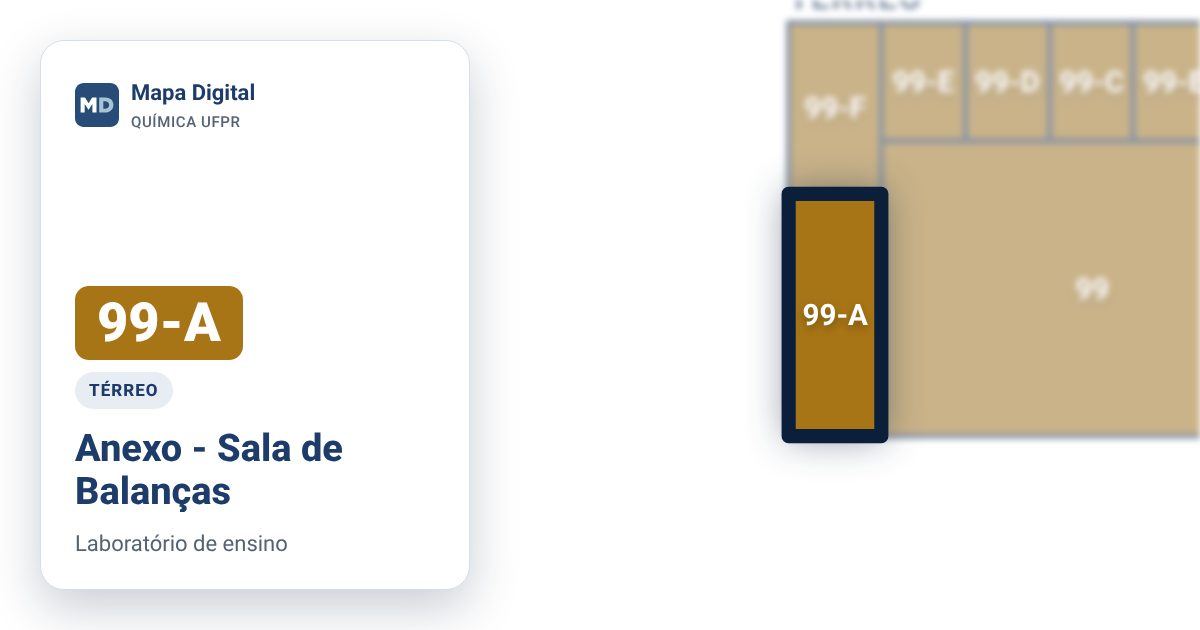 MD
Mapa Digital
QUÍMICA UFPR
99-A
TÉRREO
Anexo - Sala de
Balanças
Laboratório de ensino
99-F
99-E
99-D
99-C
99
99-A